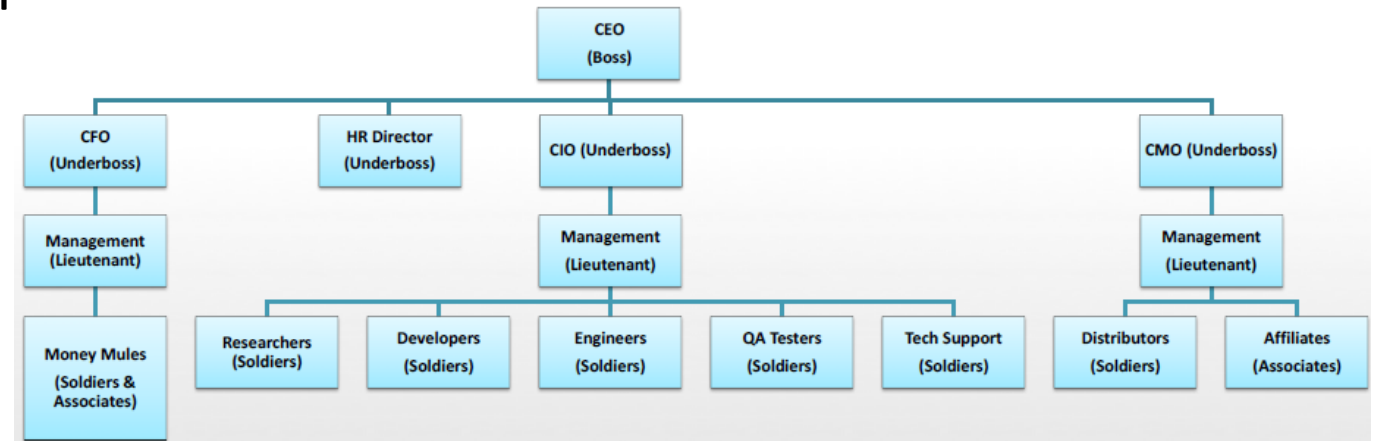 CEO
(Boss)
CFO
(Underboss)
HR Director
(Underboss)
CIO (Underboss)
CMO (Underboss)
Management
(Lieutenant)
Management
(Lieutenant)
Management
(Lieutenant)
Money Mules
(Soldiers &
Associates)
Researchers
(Soldiers)
Developers
(Soldiers)
Engineers
(Soldiers)
QA Testers
(Soldiers)
Tech Support
(Soldiers)
Distributors
(Soldiers)
Affiliates
(Associates)